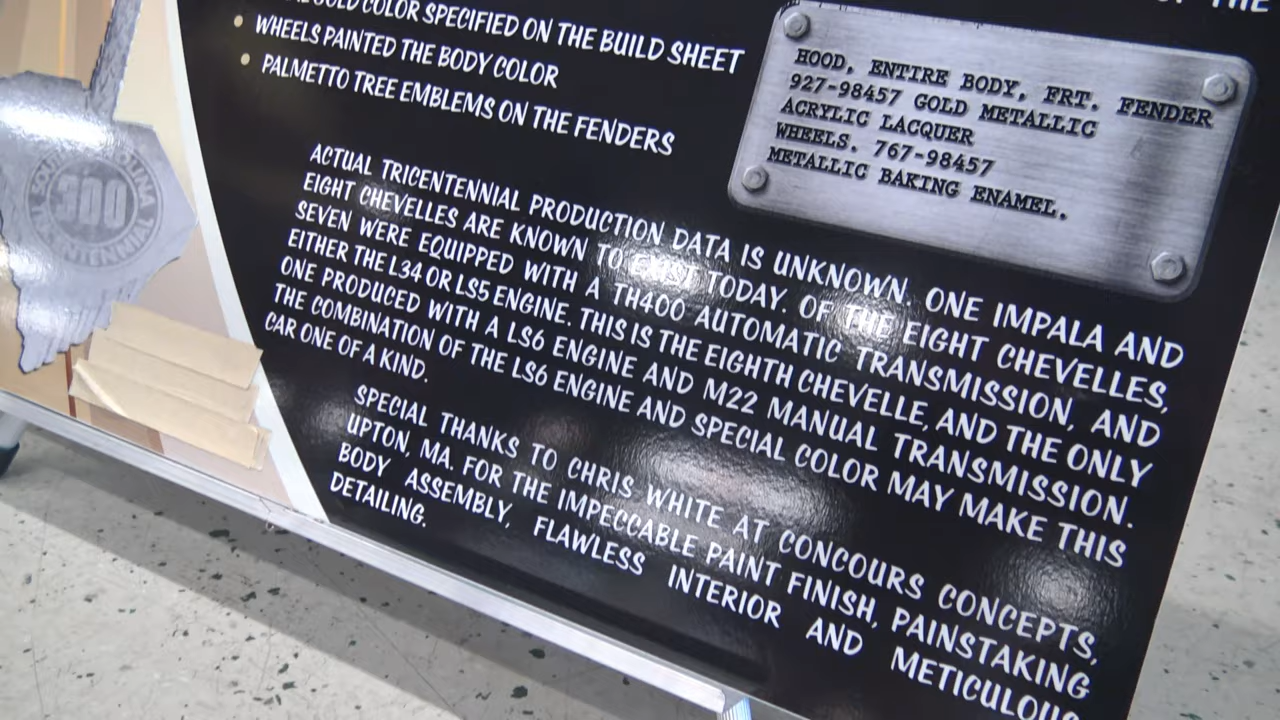 GOLD COLOR SPECIFIED ON THE BUILD SHEET
• WHEELS PAINTED THE BODY COLOR
• PALMETTO TREE EMBLEMS ON THE FENDERS
THE
HOOD, ENTIRE BODY, FRT. FENDER
927-98457 GOLD METALLIC
ACRYLIC LACQUER
WHEELS. 767-98457
METALLIC BAKING ENAMEL.
ACTUAL TRICENTENNIAL PRODUCTION DATA IS UNKNOWN. ONE IMPALA AND
EIGHT CHEVELLES ARE KNOWN TO EXIST TODAY. OF THE EIGHT CHEVELLES,
SEVEN WERE EQUIPPED WITH A TH400 AUTOMATIC TRANSMISSION, AND
EITHER THE L34 OR LS5 ENGINE. THIS IS THE EIGHTH CHEVELLE, AND THE ONLY
ONE PRODUCED WITH A LS6 ENGINE AND M22 MANUAL TRANSMISSION.
THE COMBINATION OF THE LS6 ENGINE AND SPECIAL COLOR MAY MAKE THIS
CAR ONE OF A KIND.
SPECIAL THANKS TO CHRIS WHITE AT CONCOURS CONCEPTS,
UPTON, MA. FOR THE IMPECCABLE PAINT FINISH, PAINSTAKING
BODY ASSEMBLY, FLAWLESS INTERIOR AND METICULOUS
DETAILING.
SOUTH CAROLINA
300
TRICENTENNIAL